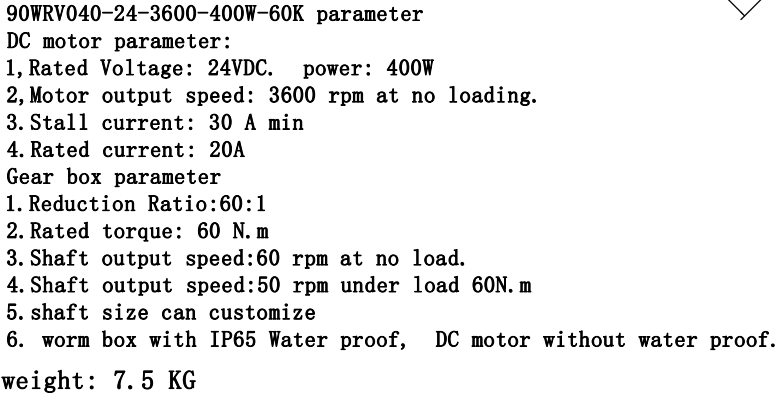 90WRV040-24-3600-400W-60K parameter
DC motor parameter:
1,Rated Voltage: 24VDC.  power: 400W
2,Motor output speed: 3600 rpm at no loading.
3.Stall current: 30 A min
4.Rated current: 20A
Gear box parameter
1.Reduction Ratio:60:1
2.Rated torque: 60 N.m
3.Shaft output speed:60 rpm at no load.
4.Shaft output speed:50 rpm under load 60N.m
5.shaft size can customize
6. worm box with IP65 Water proof,  DC motor without water proof.
weight: 7.5 KG